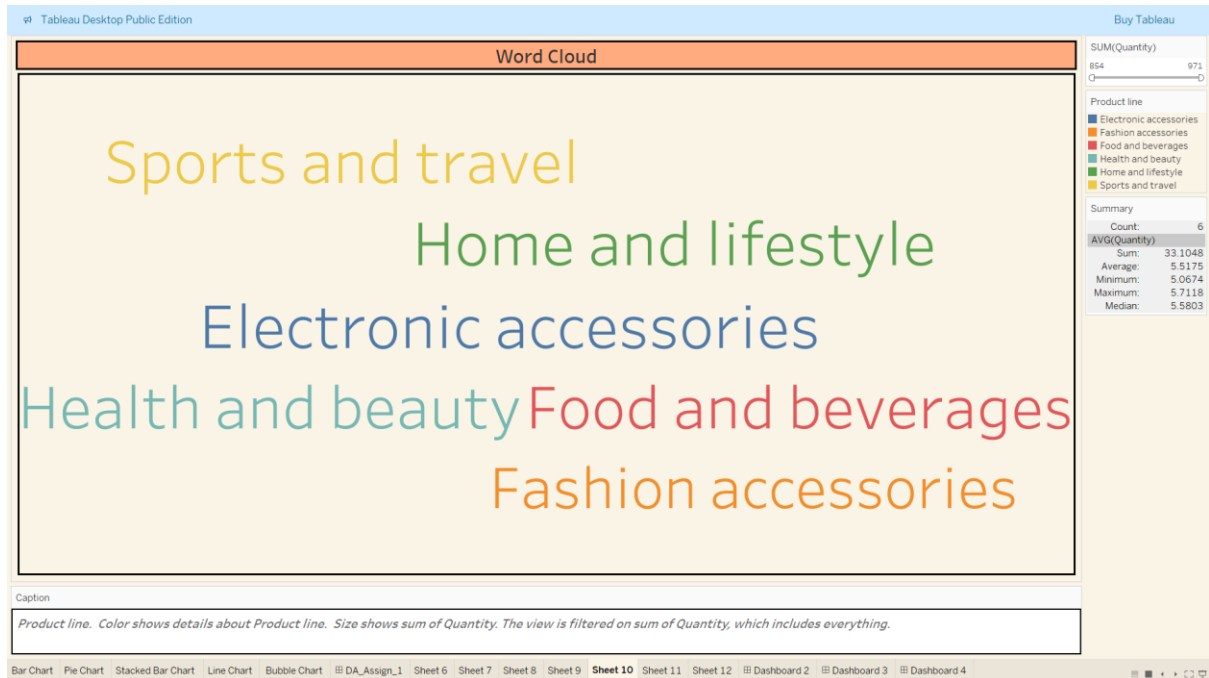 Tableau Desktop Public Edition
Buy Tableau
Word Cloud
Sports and travel
Home and lifestyle
Electronic accessories
Health and beauty Food and beverages
Fashion accessories
SUM(Quantity)
854 971
Product line
Electronic accessories
Fashion accessories
Food and beverages
Health and beauty
Home and lifestyle
Sports and travel
Summary
Count: 6
AVG(Quantity)
Sum: 33.1048
Average: 5.5175
Minimum: 5.0674
Maximum: 5.7118
Median: 5.5803
Caption
Product line. Color shows details about Product line. Size shows sum of Quantity. The view is filtered on sum of Quantity, which includes everything.
Bar Chart Pie Chart Stacked Bar Chart Line Chart Bubble Chart DA_Assign_1 Sheet 6 Sheet 7 Sheet 8 Sheet 9 Sheet 10 Sheet 11 Sheet 12 Dashboard 2 Dashboard 3 Dashboard 4